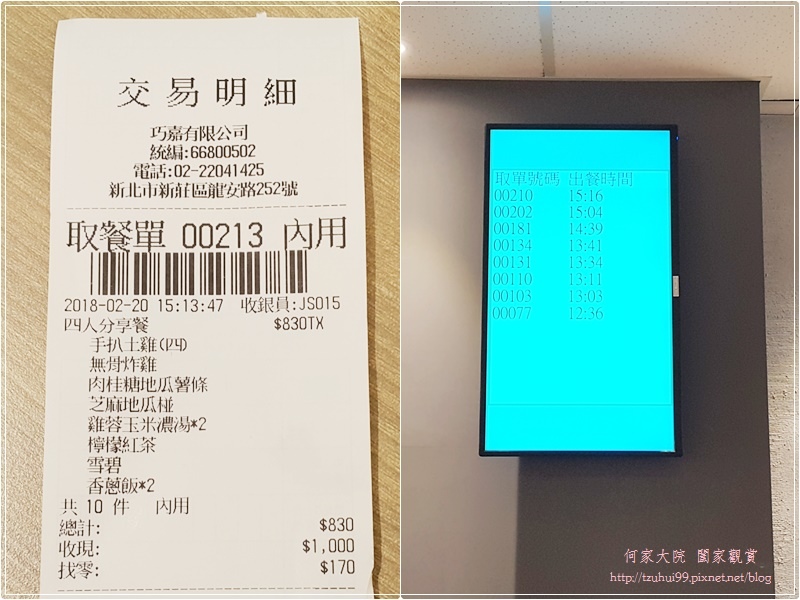 交易明細
巧嘉有限公司
統編:66800502
電話:02-22041425
新北市新莊區龍安路252號
取餐單 00213 內用
2018-02-20 15:13:47 收銀員:JS015
四人分享餐 $830TX
手扒土雞(四)
無骨炸雞
肉桂糖地瓜薯條
芝麻地瓜椪
雞蓉玉米濃湯*2
檸檬紅茶
雪碧
香蔥飯*2
共 10 件 內用
總計: $830
收現: $1,000
找零: $170
取單號碼 出餐時間
00210 15:16
00202 15:04
00181 14:39
00134 13:41
00131 13:34
00110 13:11
00103 13:03
00077 12:36
何家大院 闔家觀賞
http://tzuhui99.pixnet.net/blog